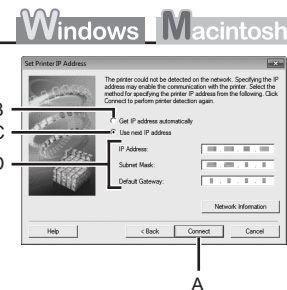 Windows Macintosh
Set Printer IP Address
The printer could not be detected on the network. Specifying the IP
address may enable the communication with the printer. Select the
method for specifying the printer IP address from the following. Click
Connect to perform printer detection again.
Get IP address automatically
C
Use next IP address
IP Address:
Subnet Mask:
Default Gateway:
Network Information
Help
< Back
Connect
Cancel
A